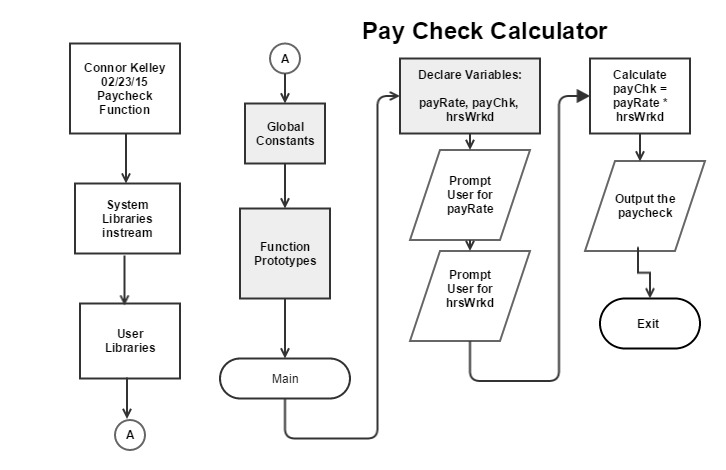 Pay Check Calculator
Connor Kelley
02/23/15
Paycheck
Function
System
Libraries
instream
User
Libraries
A
A
Global
Constants
Function
Prototypes
Main
Declare Variables:
payRate, payChk,
hrsWrkd
Prompt
User for
payRate
Prompt
User for
hrsWrkd
Calculate
payChk =
payRate *
hrsWrkd
Output the
paycheck
Exit